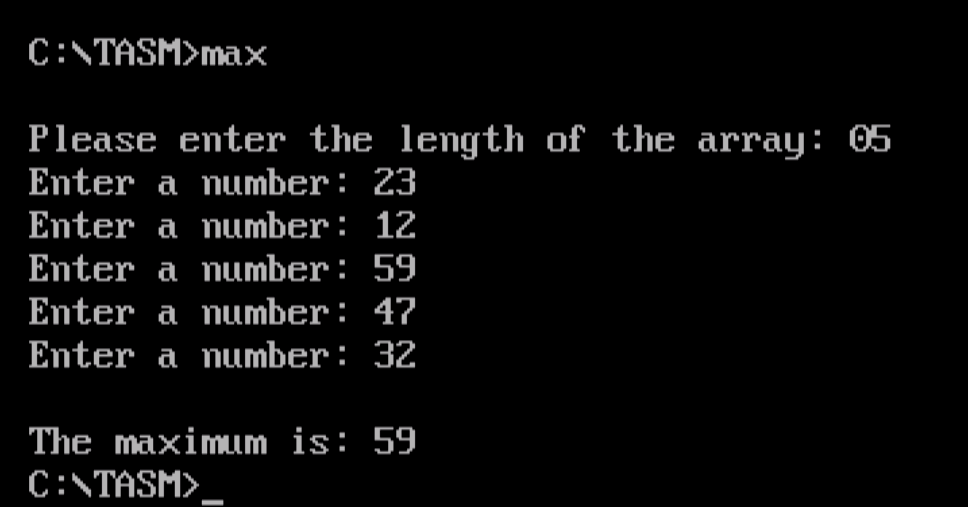 C:\TASM>max
Please enter the length of the array: 05
Enter a number: 23
Enter a number: 12
Enter a number: 59
Enter a number: 47
Enter a number: 32
The maximum is: 59
C:\TASM>_